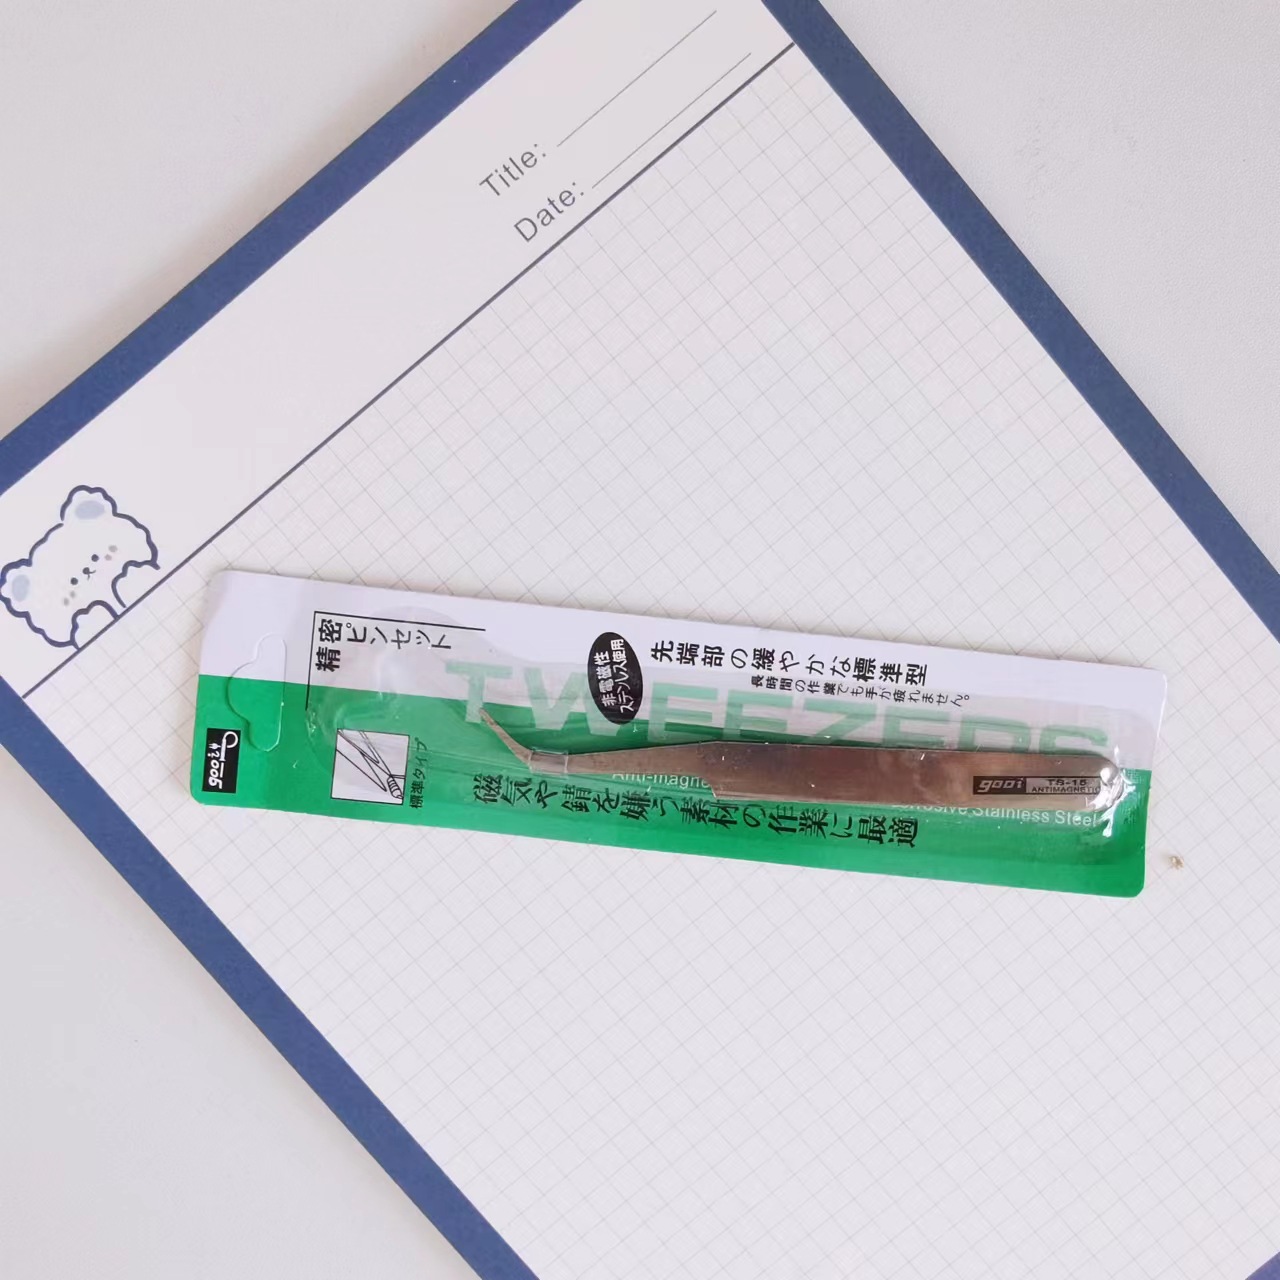 Title:
Date:
精密ピンセット
非電磁性
ステンレス使用
先端部の緩やかな標準型
長時間の作業でも手が疲れません。
TWEEZERS
gooi
標準タイプ
Anti-magne
磁気や錆を嫌う素材の作業に最適
Stainless Steel
gooi
TS-15
ANTIMAGNETIC